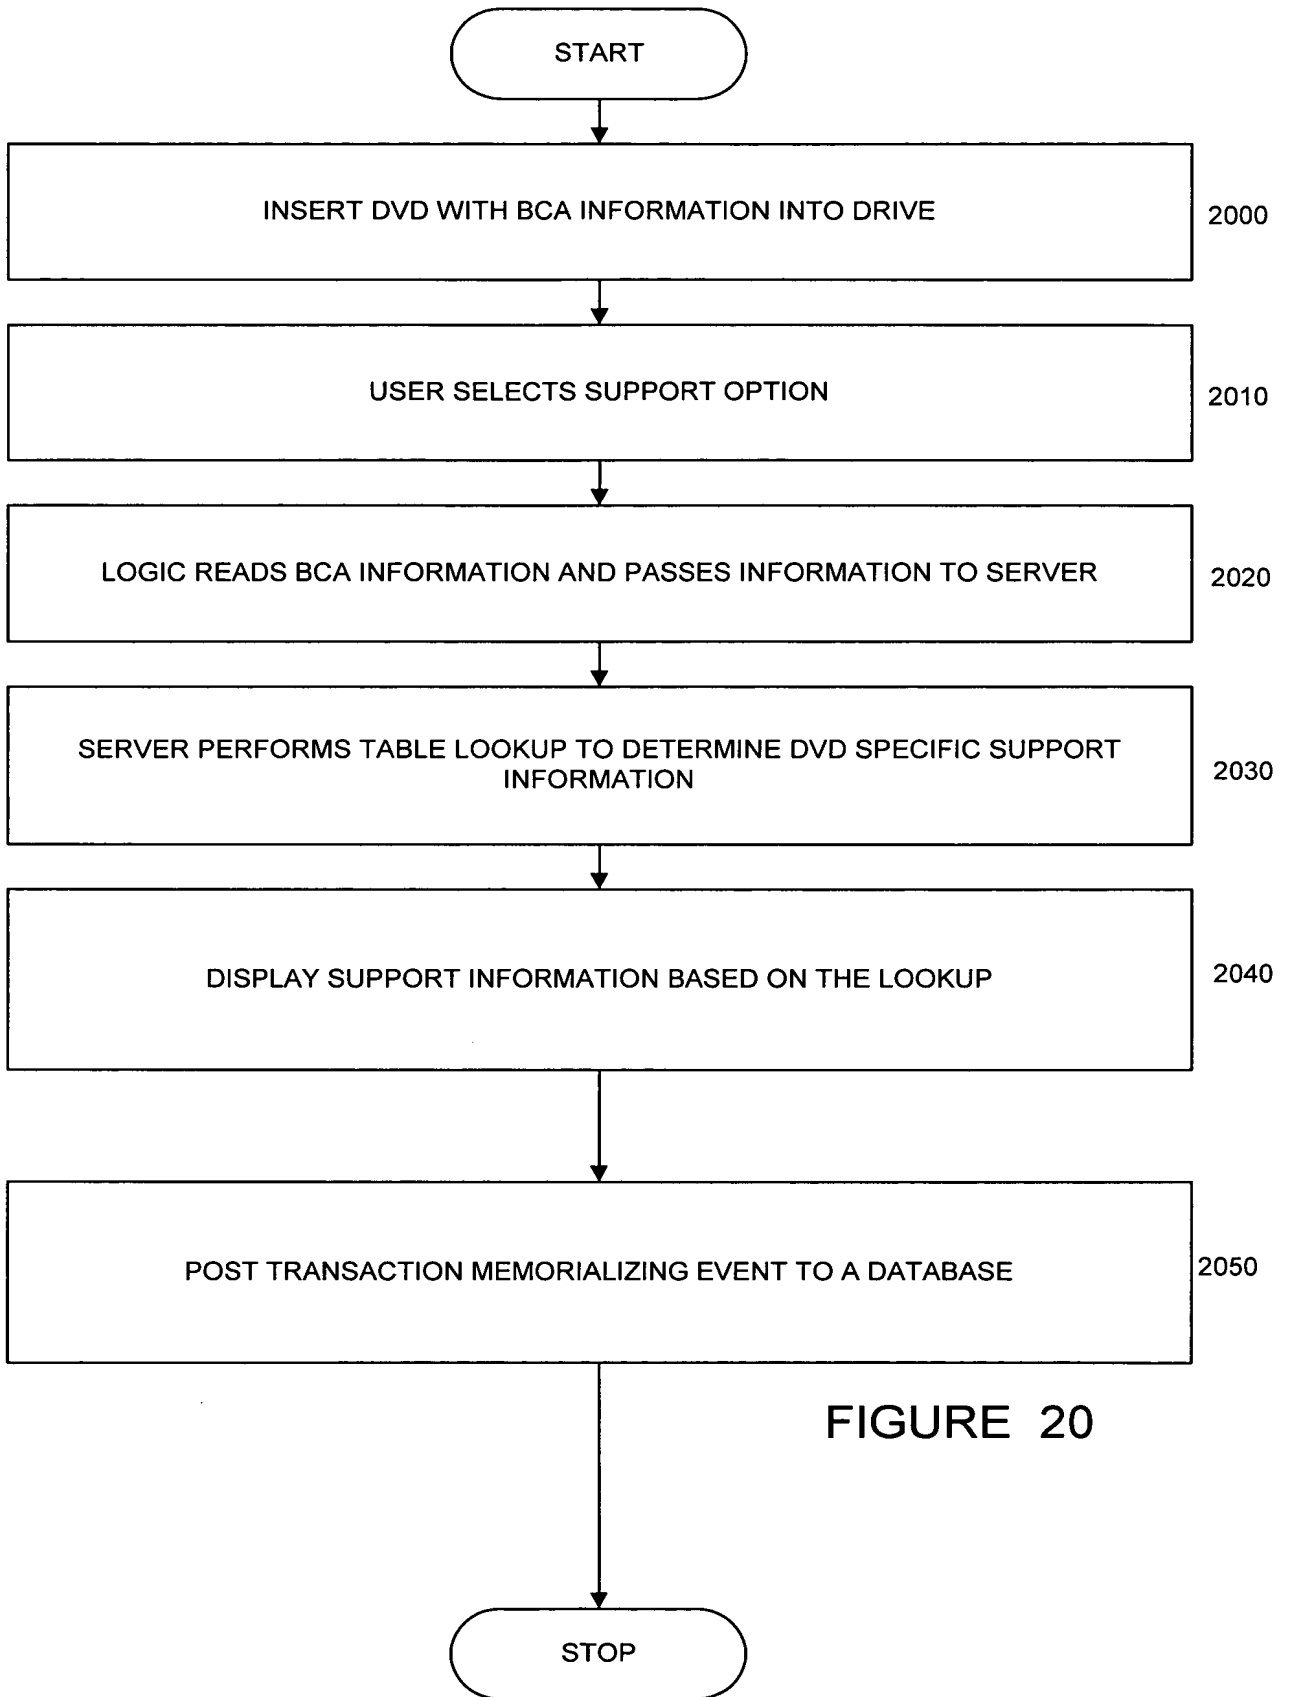 START
INSERT DVD WITH BCA INFORMATION INTO DRIVE
2000
USER SELECTS SUPPORT OPTION
2010
LOGIC READS BCA INFORMATION AND PASSES INFORMATION TO SERVER
2020
SERVER PERFORMS TABLE LOOKUP TO DETERMINE DVD SPECIFIC SUPPORT
INFORMATION
2030
DISPLAY SUPPORT INFORMATION BASED ON THE LOOKUP
2040
POST TRANSACTION MEMORIALIZING EVENT TO A DATABASE
2050
FIGURE 20
STOP